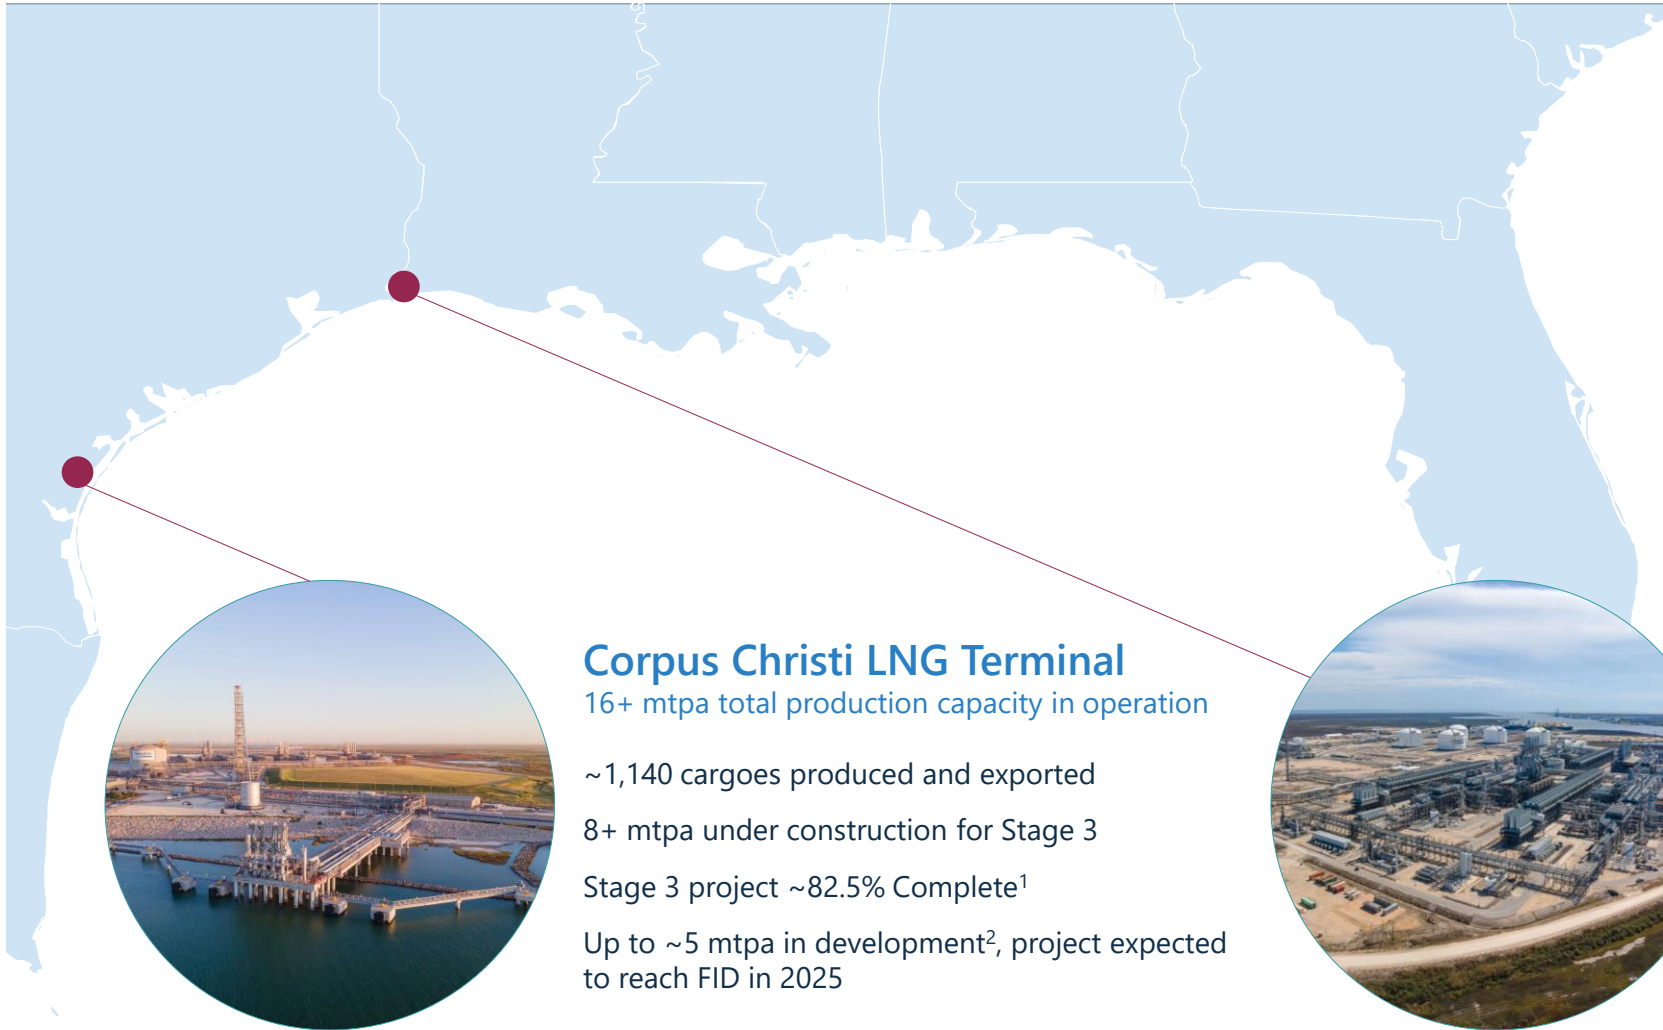 Corpus Christi LNG Terminal
16+ mtpa total production capacity in operation
~1,140 cargoes produced and exported
8+ mtpa under construction for Stage 3
Stage 3 project ~82.5% Complete¹
Up to ~5 mtpa in development², project expected
to reach FID in 2025